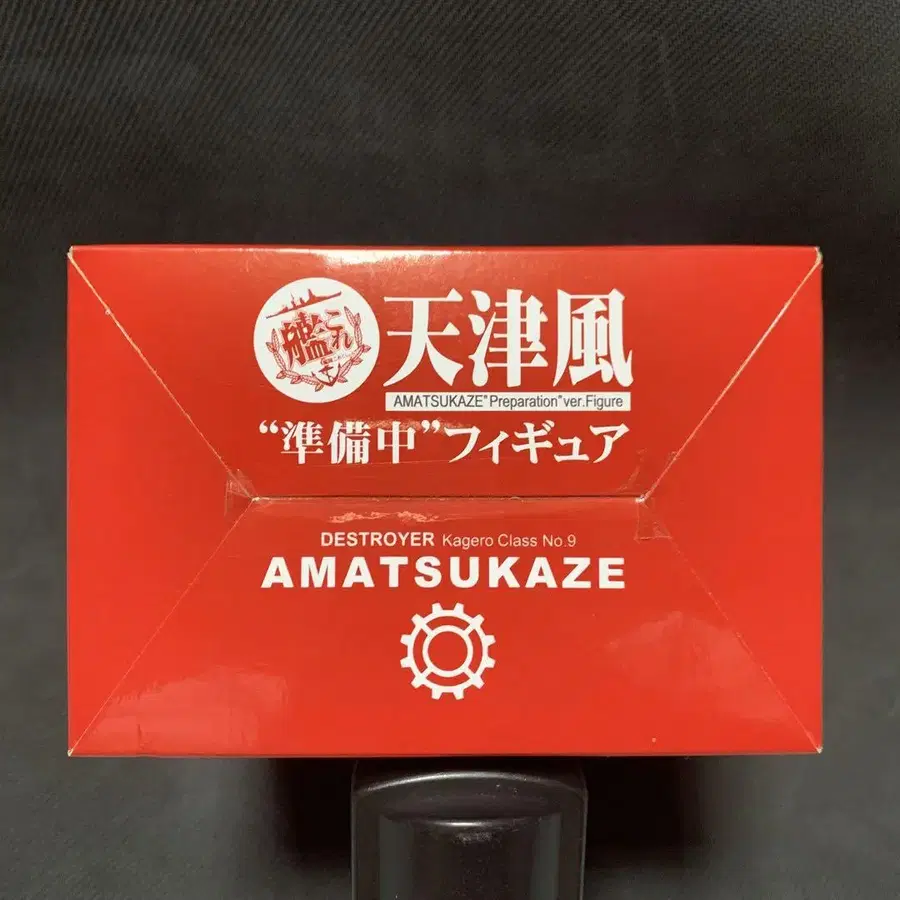 艦これ
天津風
AMATSUKAZE"Preparation"ver.Figure
“準備中”フィギュア
DESTROYER Kagero Class No.9
AMATSUKAZE